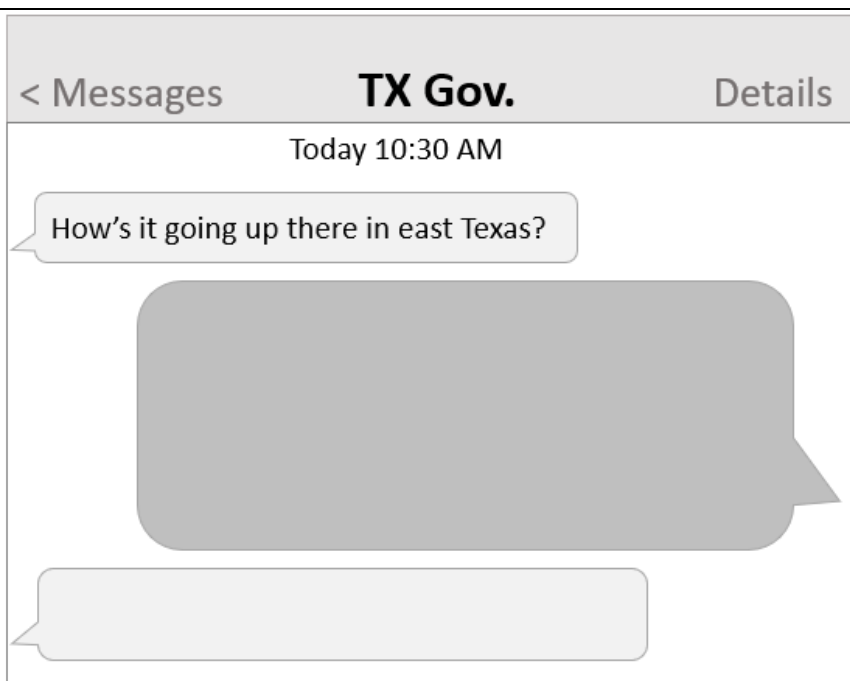 < Messages TX Gov. Details
Today 10:30 AM
How’s it going up there in east Texas?